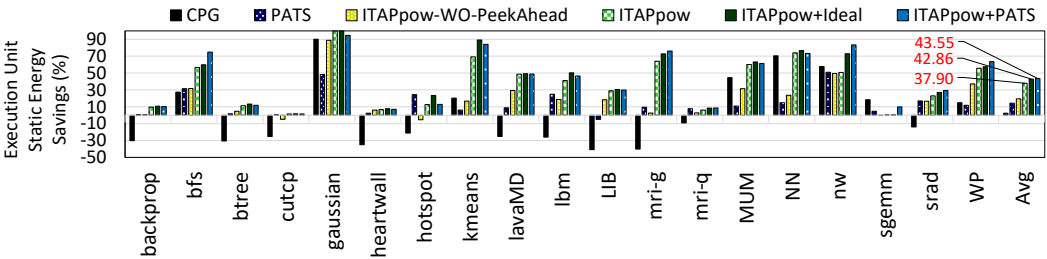 CPG PATS ITAPpow-WO-PeekAhead ITAPpow ITAPpow+Ideal ITAPpow+PATS
Execution Unit
Static Energy
Savings (%)
90
70
50
30
10
-10
-30
-50
43.55
42.86
37.90
backprop
bfs
btree
cutcp
gaussian
heartwall
hotspot
kmeans
lavaMD
lbm
LIB
mri-g
mri-q
MUM
NN
nw
sgemm
srad
WP
Avg